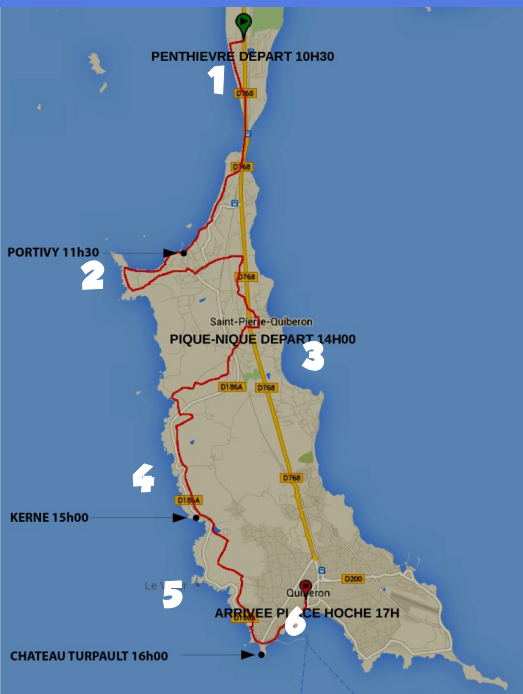 PENTHIEVRE DEPART 10H30
1
D768
D768
PORTIVY 11h30
2
D768
Saint-Pierre-Quiberon
PIQUE-NIQUE DEPART 14H00
3
D186A
D768
4
D768
D186A
KERNE 15h00
D200
5
Quiberon
ARRIVEE PLACE HOCHE 17H
6
D186A
CHATEAU TURPAULT 16h00